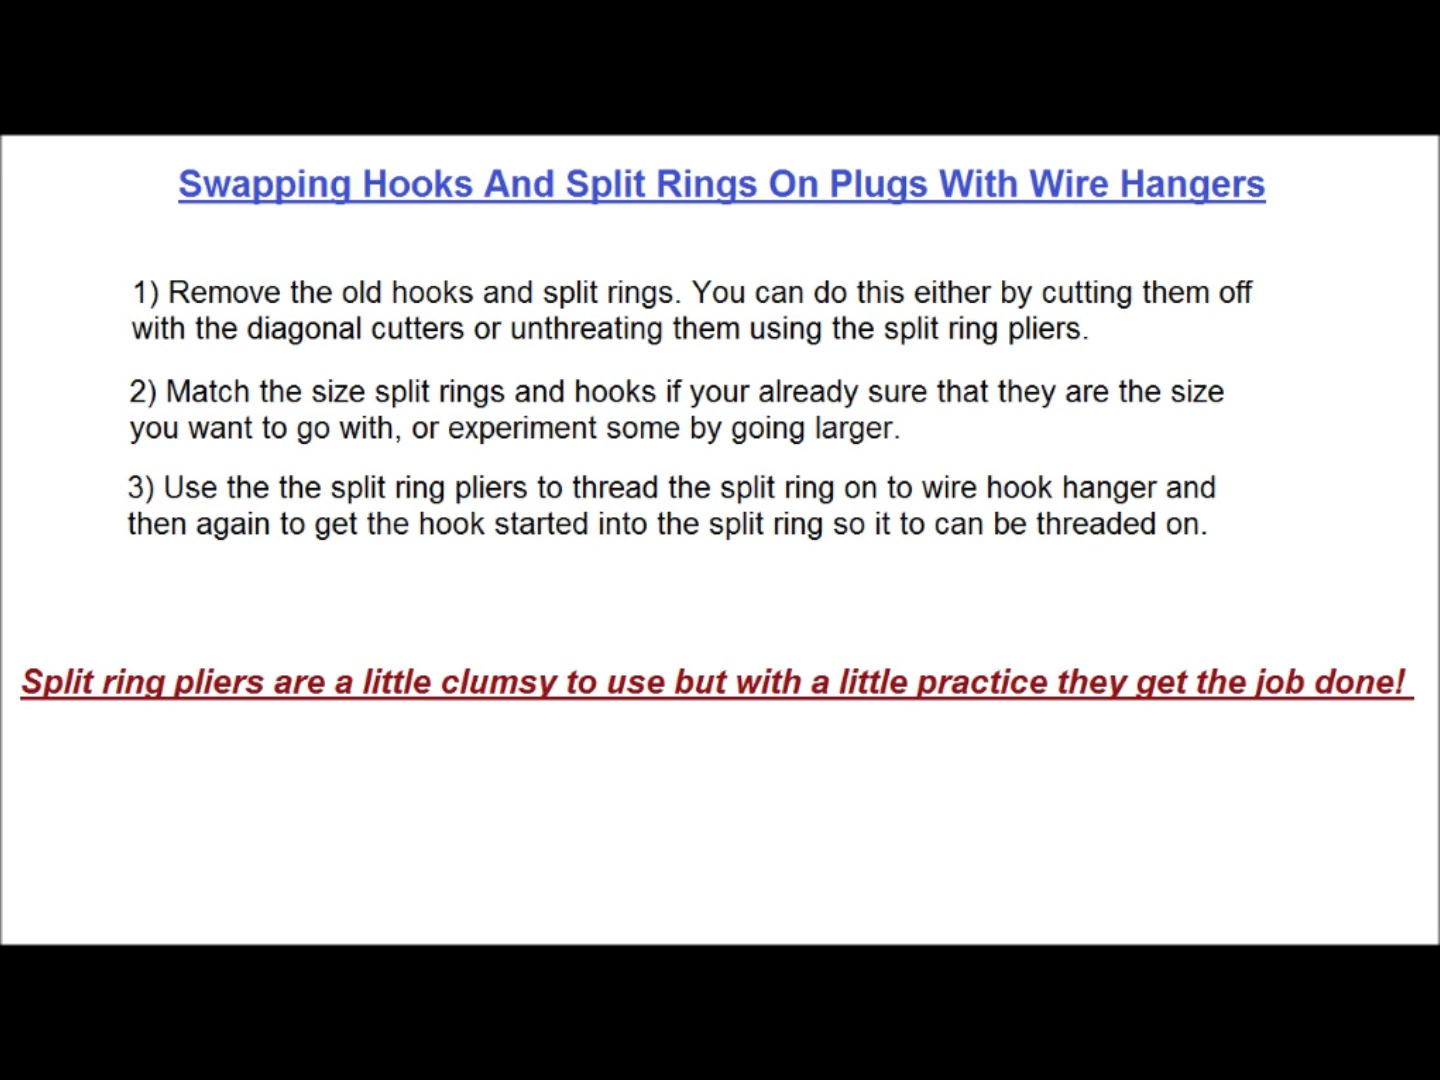 Swapping Hooks And Split Rings On Plugs With Wire Hangers
1) Remove the old hooks and split rings. You can do this either by cutting them off
with the diagonal cutters or unthreating them using the split ring pliers.
2) Match the size split rings and hooks if your already sure that they are the size
you want to go with, or experiment some by going larger.
3) Use the the split ring pliers to thread the split ring on to wire hook hanger and
then again to get the hook started into the split ring so it to can be threaded on.
Split ring pliers are a little clumsy to use but with a little practice they get the job done!